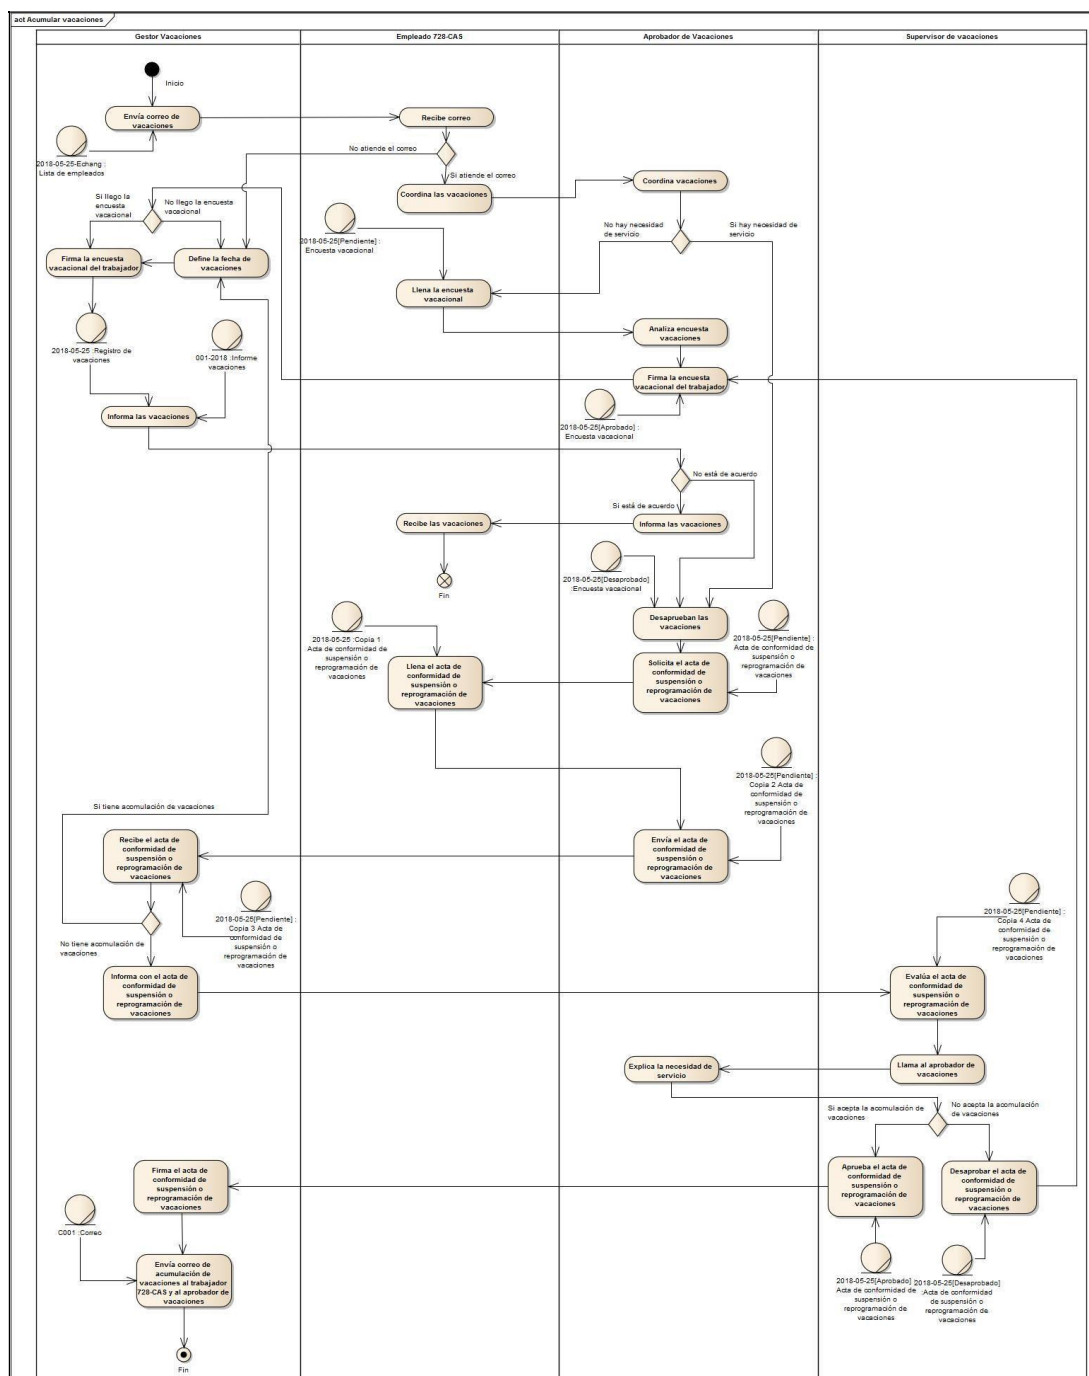 act Acumular vacaciones
Gestor Vacaciones
Empleado 728-CAS
Aprobador de Vacaciones
Supervisor de vacaciones
Inicio
Envía correo de
vacaciones
Recibe correo
2018-05-25-Echang :
Lista de empleados
No atiende el correo
Si atiende el correo
Coordina las vacaciones
Coordina vacaciones
Si llego la
encuesta
vacacional
No llego la encuesta
vacacional
2018-05-25[Pendiente] :
Encuesta vacacional
No hay necesidad
de servicio
Si hay necesidad de
servicio
Firma la encuesta
vacacional del trabajador
Define la fecha de
vacaciones
Llena la encuesta
vacacional
Analiza encuesta
vacaciones
2018-05-25 :Registro de
vacaciones
001-2018 :Informe
vacaciones
Firma la encuesta
vacacional del trabajador
Informa las vacaciones
2018-05-25[Aprobado] :
Encuesta vacacional
No está de acuerdo
Sí está de acuerdo
Recibe las vacaciones
Informa las vacaciones
Fin
2018-05-25[Desaprobado]
:Encuesta vacacional
Desaprueban las
vacaciones
2018-05-25 :Copia 1
Acta de conformidad de
suspensión o
reprogramación de
vacaciones
2018-05-25[Pendiente] :
Acta de conformidad de
suspensión o
reprogramación de
vacaciones
Llena el acta de
conformidad de
suspensión o
reprogramación de
vacaciones
Solicita el acta de
conformidad de
suspensión o
reprogramación de
vacaciones
2018-05-25[Pendiente] :
Copia 2 Acta de
conformidad de
suspensión o
reprogramación de
vacaciones
Si tiene acomulación de vacaciones
Recibe el acta de
conformidad de
suspensión o
reprogramación de
vacaciones
Envía el acta de
conformidad de
suspensión o
reprogramación de
vacaciones
2018-05-25[Pendiente] :
Copia 3 Acta de
conformidad de
suspensión o
reprogramación de
vacaciones
2018-05-25[Pendiente] :
Copia 4 Acta de
conformidad de
suspensión o
reprogramación de
vacaciones
No tiene acomulación de
vacaciones
Informa con el acta de
conformidad de
suspensión o
reprogramación de
vacaciones
Evalúa el acta de
conformidad de
suspensión o
reprogramación de
vacaciones
Explica la necesidad de
servicio
Llama al aprobador de
vacaciones
Si acepta la acomulación de
vacaciones
No acepta la acomulación
de vacaciones
Firma el acta de
conformidad de
suspensión o
reprogramación de
vacaciones
Aprueba el acta de
conformidad de
suspensión o
reprogramación de
vacaciones
Desaprobar el acta de
conformidad de
suspensión o
reprogramación de
vacaciones
C001 :Correo
Envía correo de
acumulación de
vacaciones al trabajador
728-CAS y al aprobador de
vacaciones
2018-05-25[Aprobado]
Acta de conformidad de
suspensión o
reprogramación de
vacaciones
2018-05-25[Desaprobado]
:Acta de conformidad
de suspensión o
reprogramación de
vacaciones
Fin